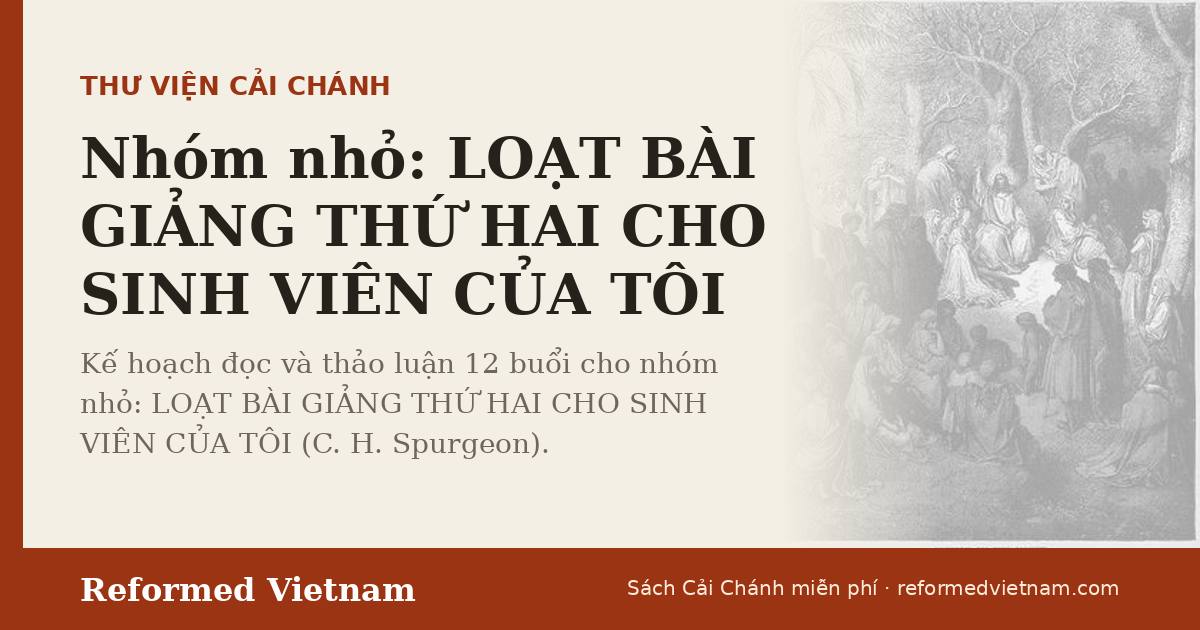 THƯ VIỆN CẢI CHÁNH
Nhóm nhỏ: LOẠT BÀI
GIẢNG THỨ HAI CHO
SINH VIÊN CỦA TÔI
Kế hoạch đọc và thảo luận 12 buổi cho nhóm
nhỏ: LOẠT BÀI GIẢNG THỨ HAI CHO SINH
VIÊN CỦA TÔI (C. H. Spurgeon).
Reformed Vietnam
Sách Cải Chánh miễn phí · reformedvietnam.com